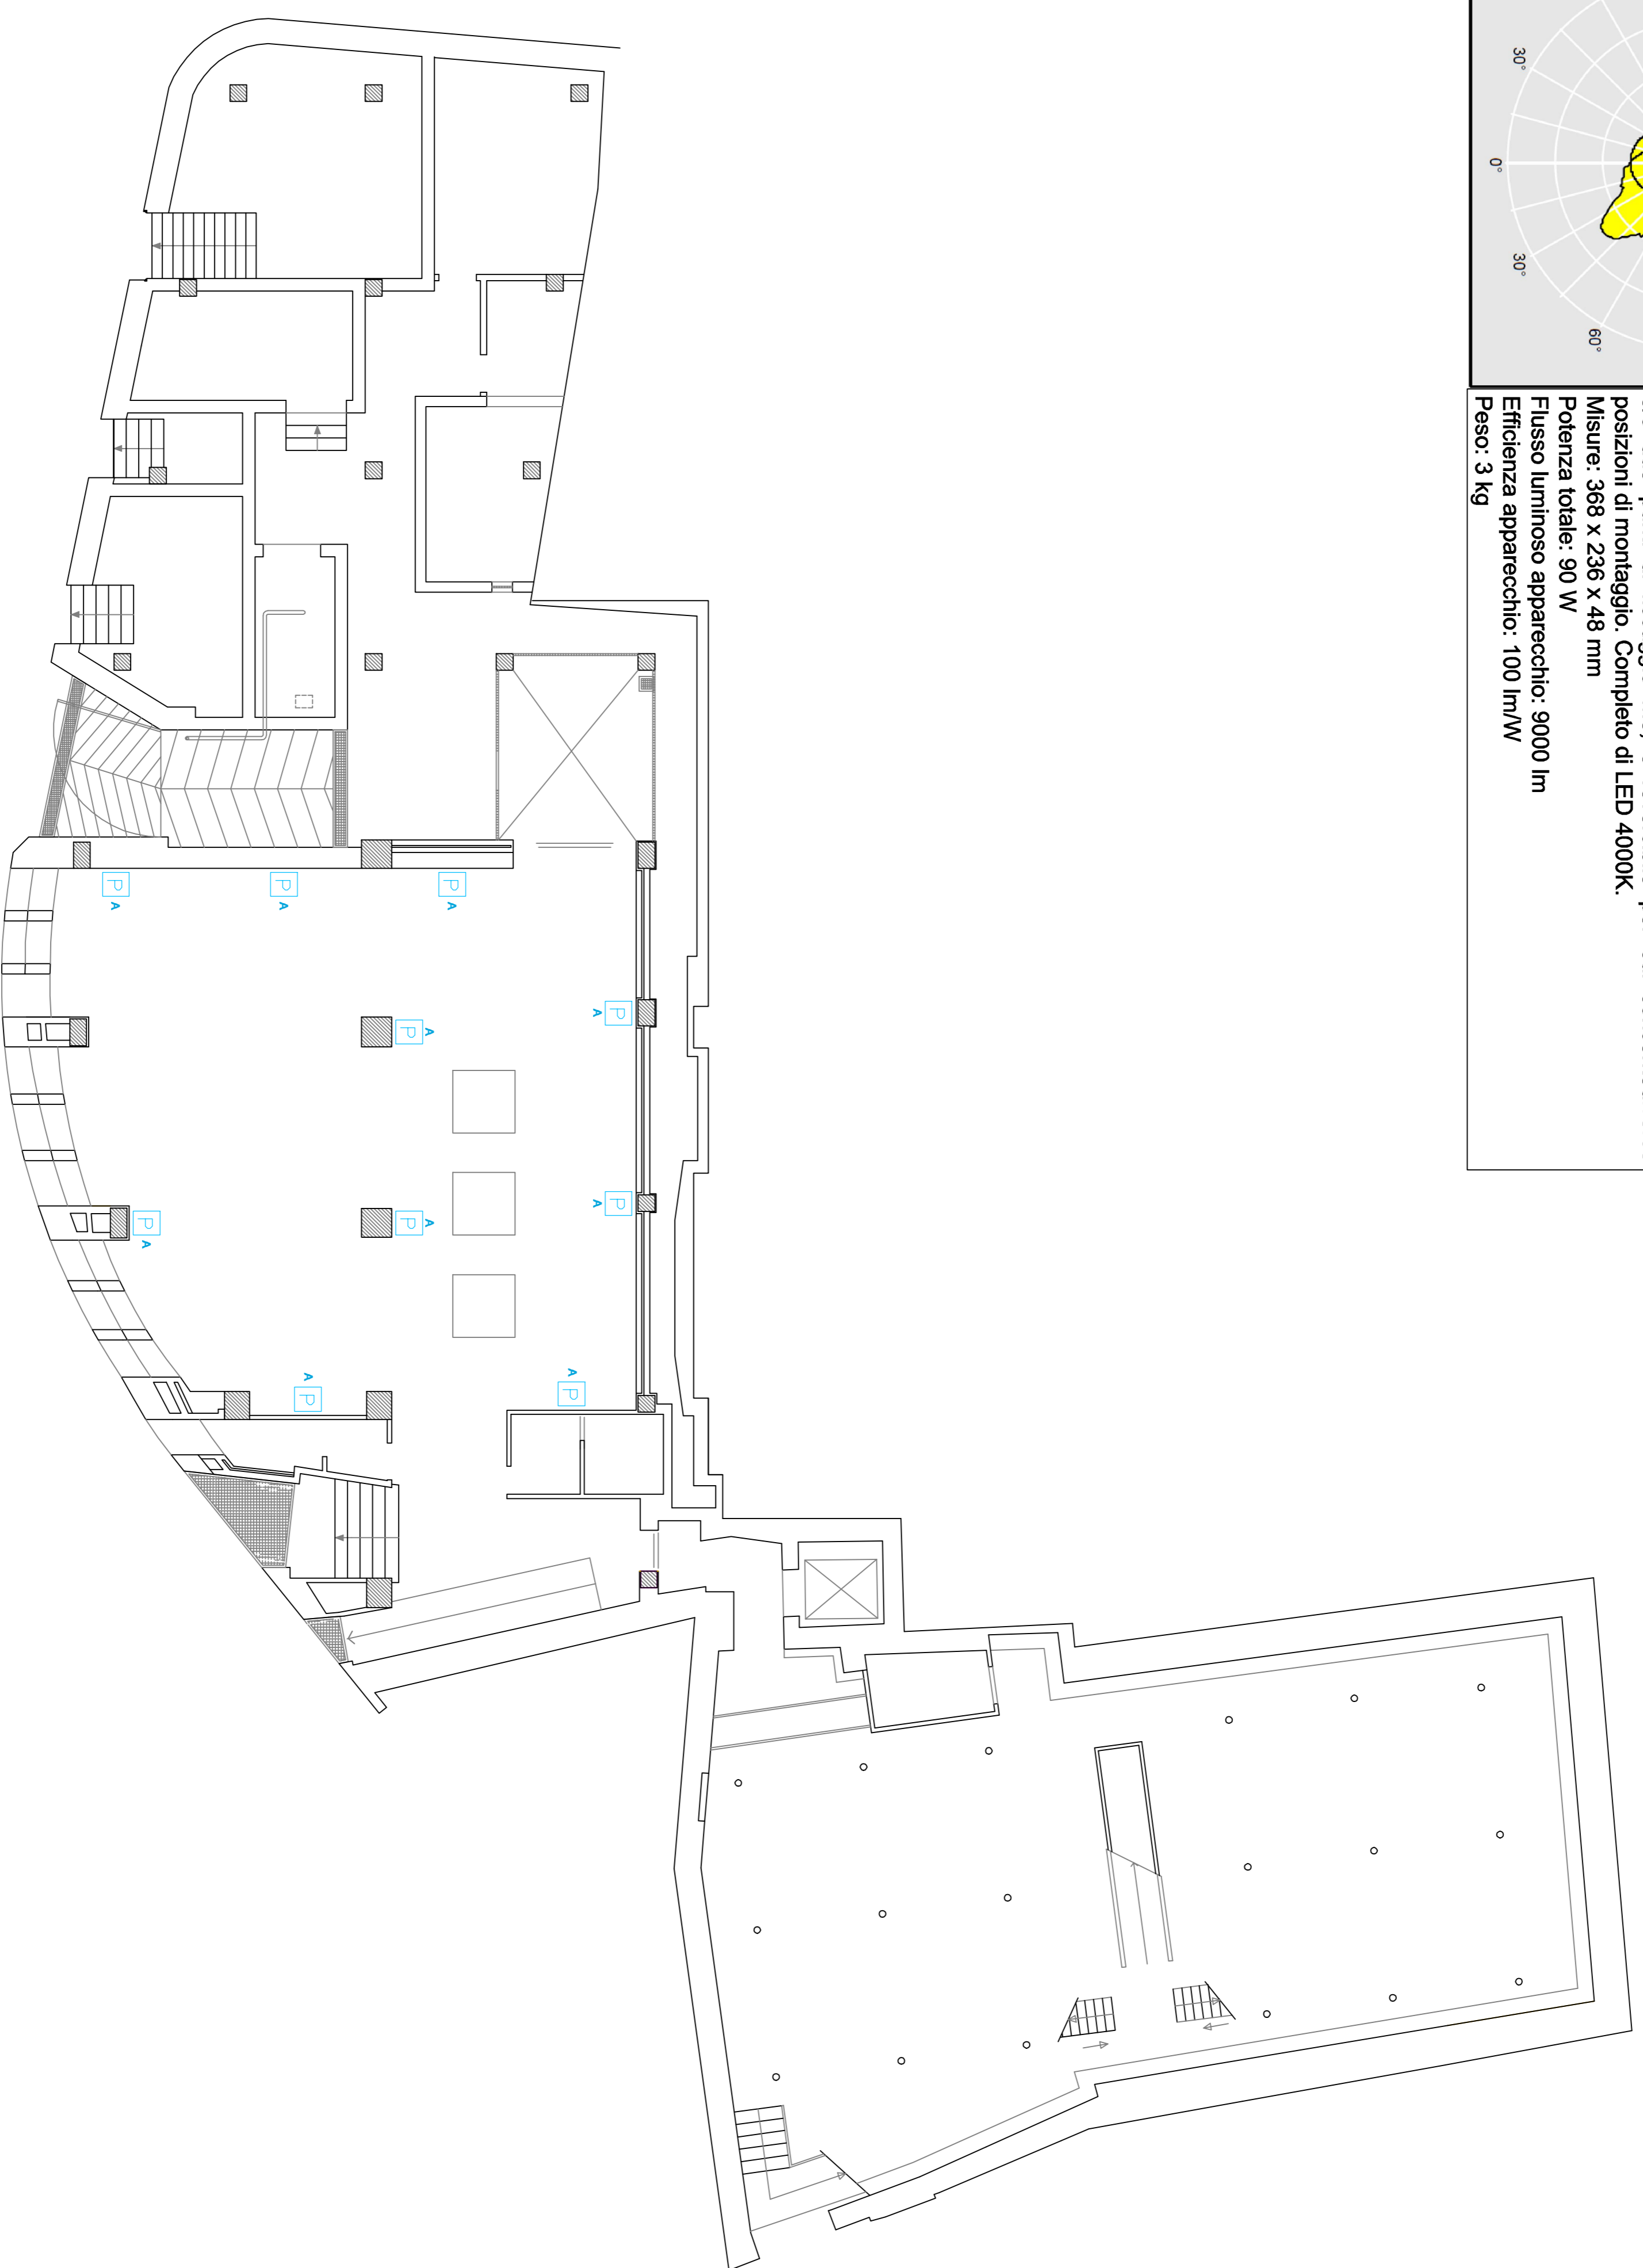 60°
30°
30°
0°
posizioni di montaggio. Completo di LED 4000K.
Misure: 368 x 236 x 48 mm
Potenza totale: 90 W
Flusso luminoso apparecchio: 9000 lm
Efficienza apparecchio: 100 lm/W
Peso: 3 kg
P A
P A
P A
P A
P A
P A
P A
P A
P A
P A